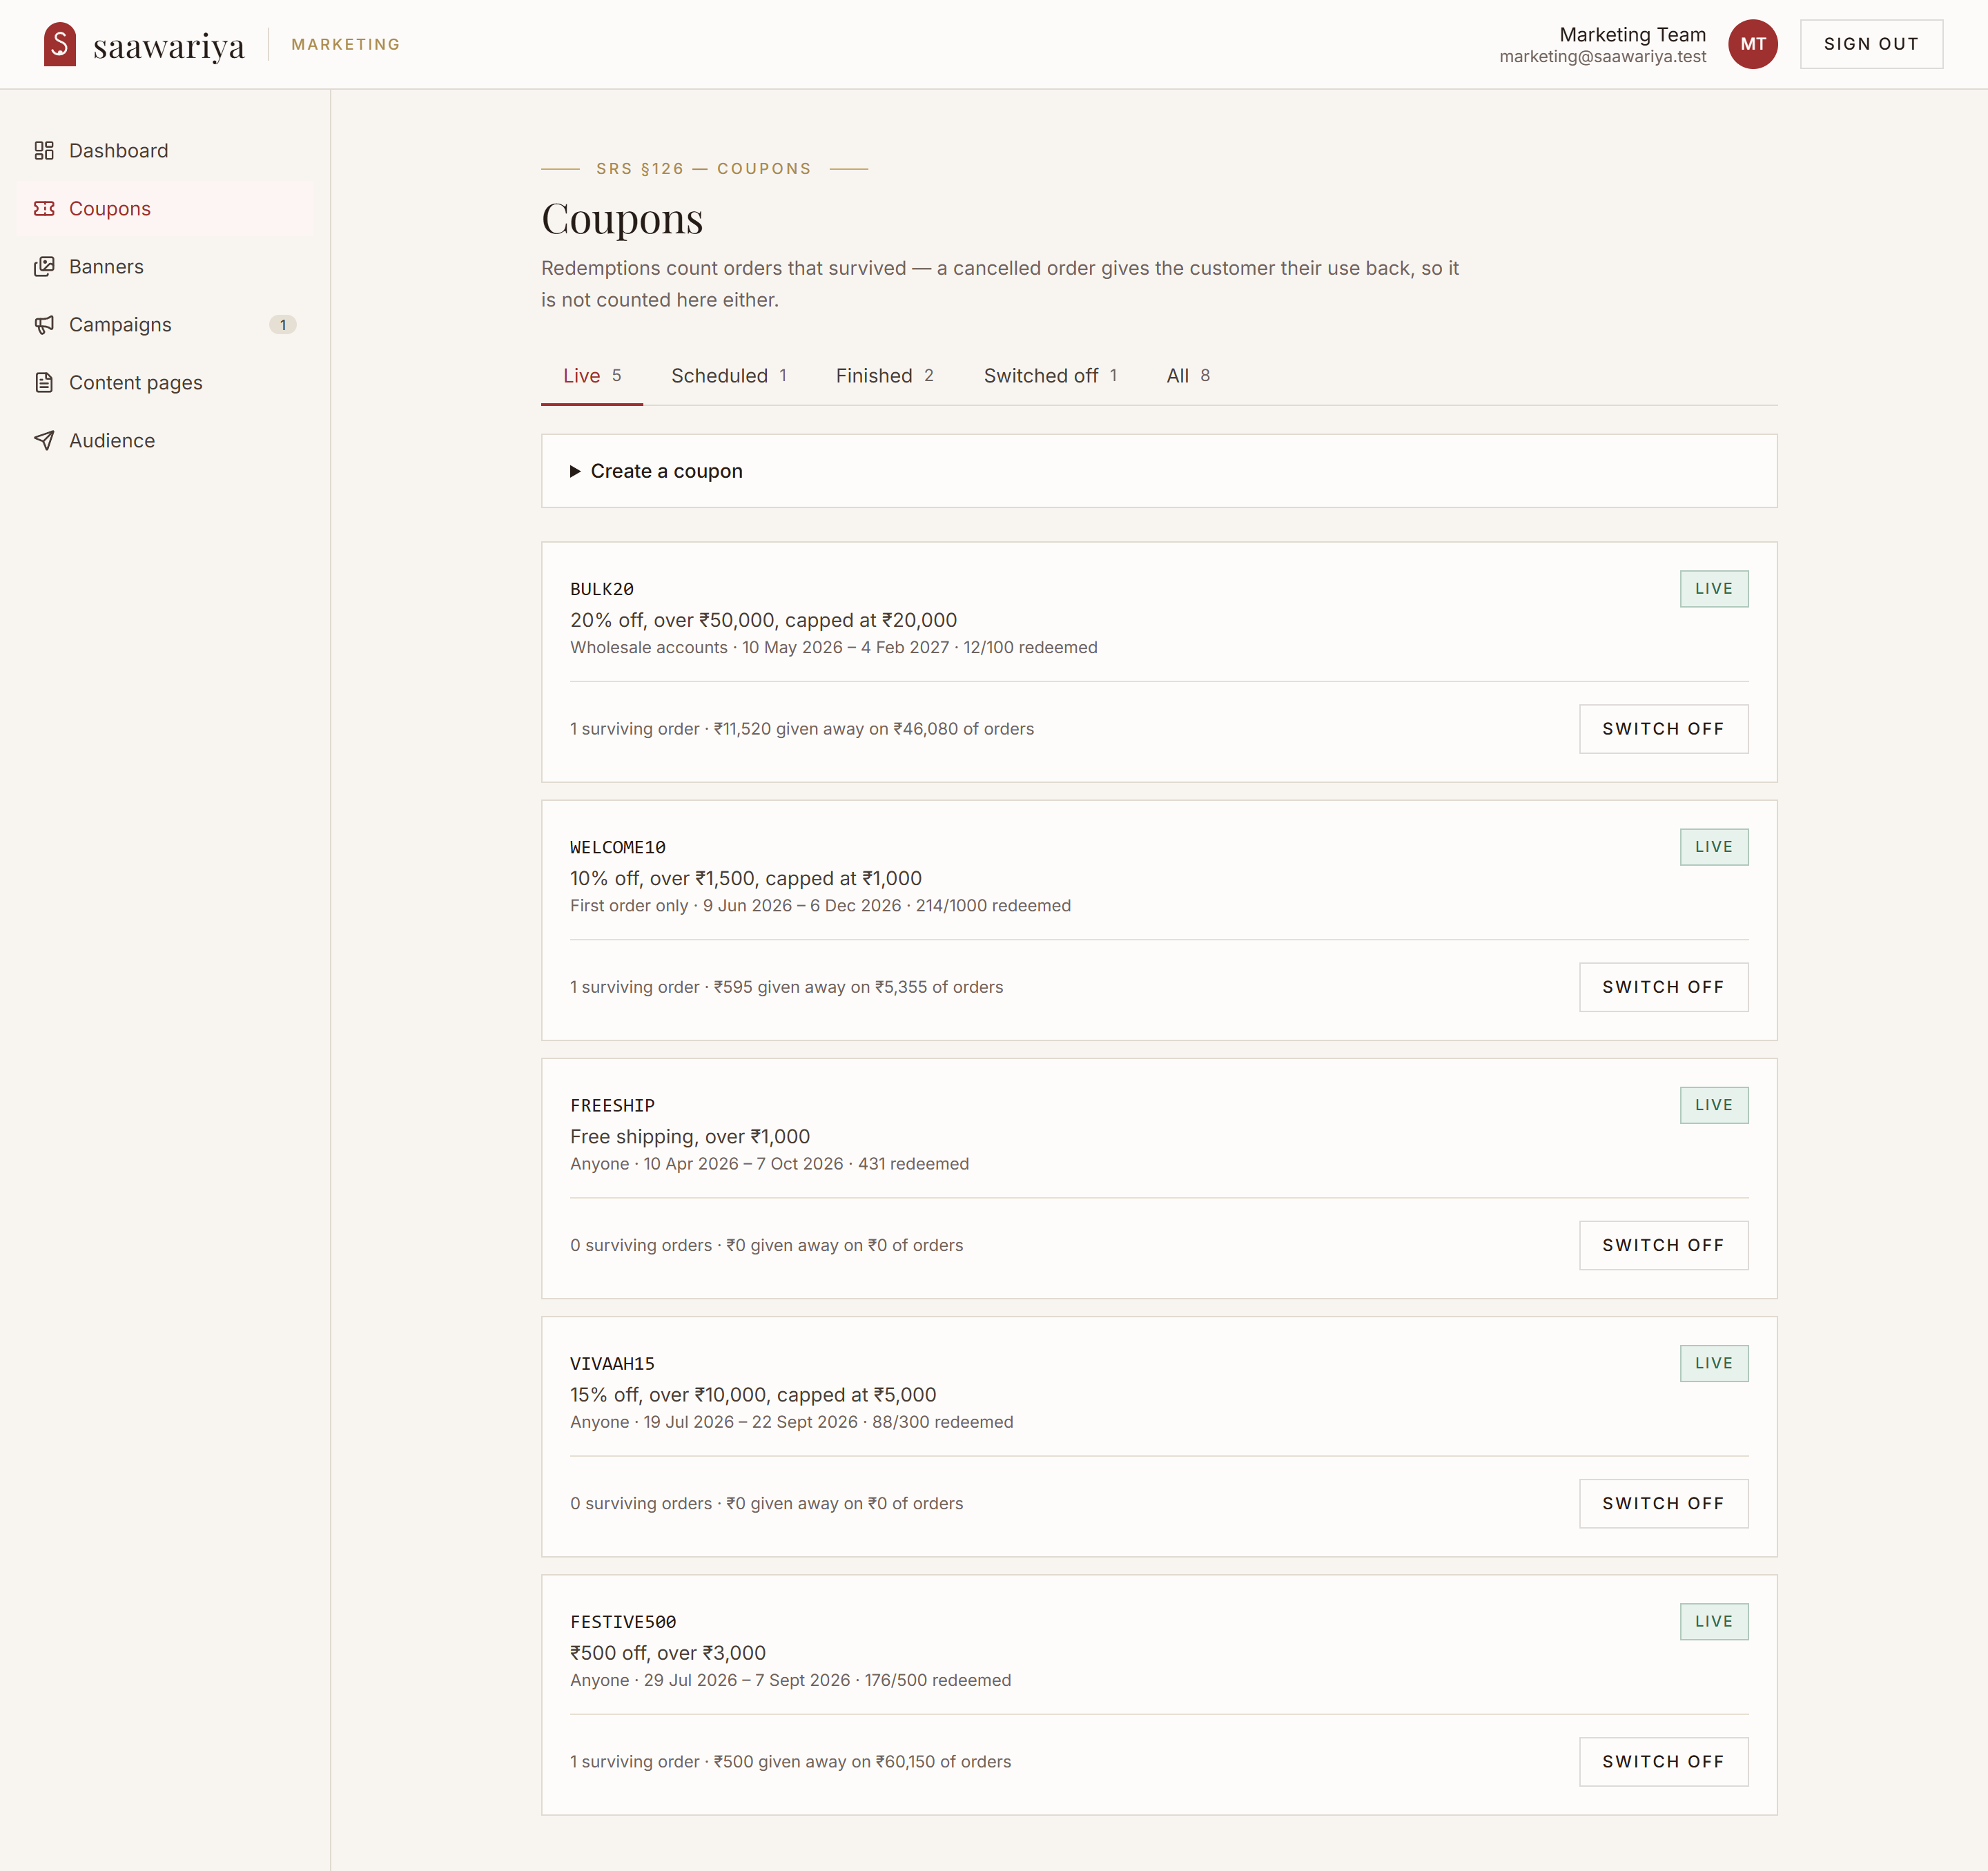 saawariya
MARKETING
Marketing Team
marketing@saawariya.test
MT
SIGN OUT
Dashboard
Coupons
Banners
Campaigns 1
Content pages
Audience
SRS §126 — COUPONS
Coupons
Redemptions count orders that survived — a cancelled order gives the customer their use back, so it
is not counted here either.
Live 5 Scheduled 1 Finished 2 Switched off 1 All 8
▶ Create a coupon
BULK20
LIVE
20% off, over ₹50,000, capped at ₹20,000
Wholesale accounts · 10 May 2026 – 4 Feb 2027 · 12/100 redeemed
1 surviving order · ₹11,520 given away on ₹46,080 of orders
SWITCH OFF
WELCOME10
LIVE
10% off, over ₹1,500, capped at ₹1,000
First order only · 9 Jun 2026 – 6 Dec 2026 · 214/1000 redeemed
1 surviving order · ₹595 given away on ₹5,355 of orders
SWITCH OFF
FREESHIP
LIVE
Free shipping, over ₹1,000
Anyone · 10 Apr 2026 – 7 Oct 2026 · 431 redeemed
0 surviving orders · ₹0 given away on ₹0 of orders
SWITCH OFF
VIVAAH15
LIVE
15% off, over ₹10,000, capped at ₹5,000
Anyone · 19 Jul 2026 – 22 Sept 2026 · 88/300 redeemed
0 surviving orders · ₹0 given away on ₹0 of orders
SWITCH OFF
FESTIVE500
LIVE
₹500 off, over ₹3,000
Anyone · 29 Jul 2026 – 7 Sept 2026 · 176/500 redeemed
1 surviving order · ₹500 given away on ₹60,150 of orders
SWITCH OFF